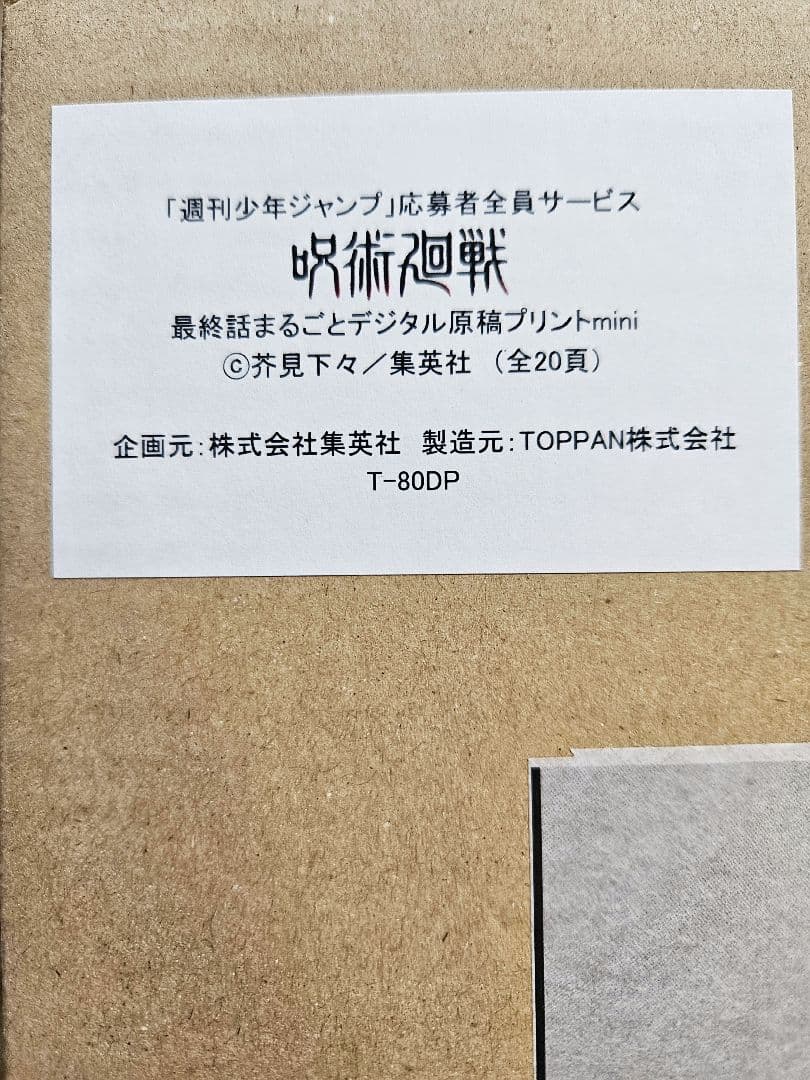 「週刊少年ジャンプ」応募者全員サービス
呪術廻戦
最終話まるごとデジタル原稿プリントmini
©芥見下々／集英社 （全20頁）
企画元：株式会社集英社 製造元：TOPPAN株式会社
T-80DP